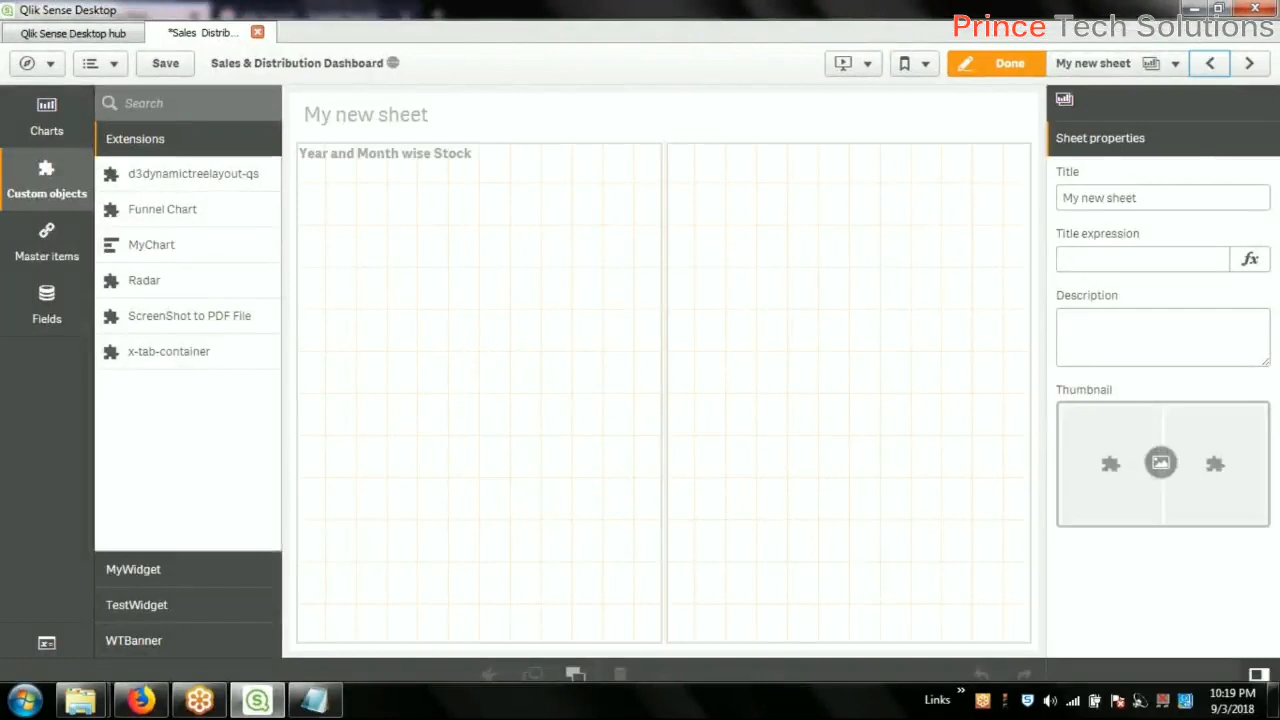 Qlik Sense Desktop
Prince Tech Solutions
Qlik Sense Desktop hub
*Sales Distrib...
Save
Sales & Distribution Dashboard
Done
My new sheet
Charts
Custom objects
Master items
Fields
Search
Extensions
d3dynamictreelayout-qs
Funnel Chart
MyChart
Radar
ScreenShot to PDF File
x-tab-container
MyWidget
TestWidget
WTBanner
My new sheet
Year and Month wise Stock
Sheet properties
Title
My new sheet
Title expression
fx
Description
Thumbnail
Links
10:19 PM
9/3/2018